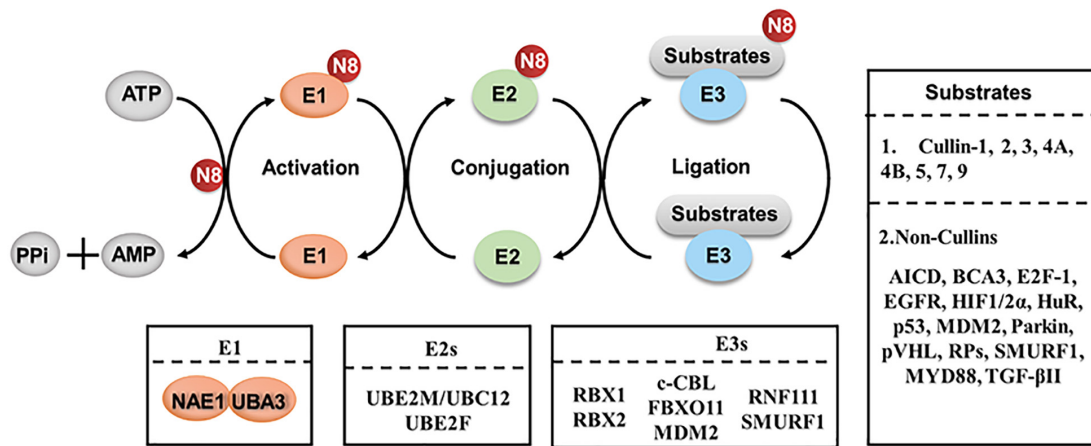 N8
N8
N8
Substrates
ATP
E1
E2
E3
N8
Activation
Conjugation
Ligation
Substrates
PPi
+
AMP
E1
E2
E3
E1
NAE1
UBA3
E2s
UBE2M/UBC12
UBE2F
E3s
RBX1
RBX2
c-CBL
FBXO11
MDM2
RNF111
SMURF1
Substrates
1. Cullin-1, 2, 3, 4A,
4B, 5, 7, 9
2.Non-Cullins
AICD, BCA3, E2F-1,
EGFR, HIF1/2α, HuR,
p53, MDM2, Parkin,
pVHL, RPs, SMURF1,
MYD88, TGF-βII